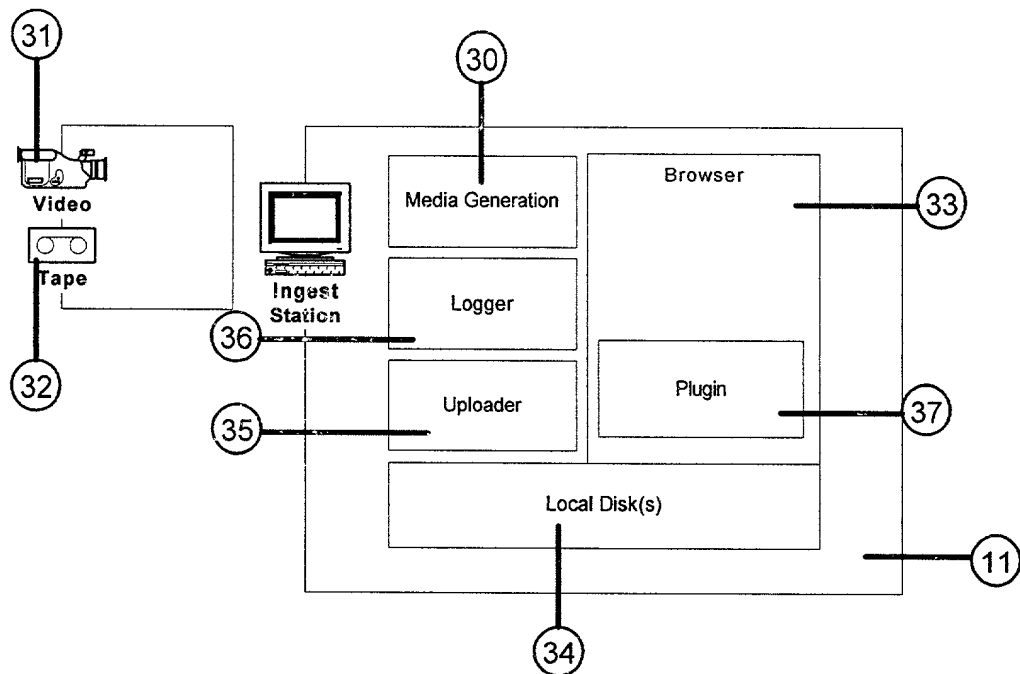 31
30
Video
Tape
32
Ingest
Station
Media Generation
Browser
33
Logger
36
Uploader
35
Plugin
37
Local Disk(s)
11
34